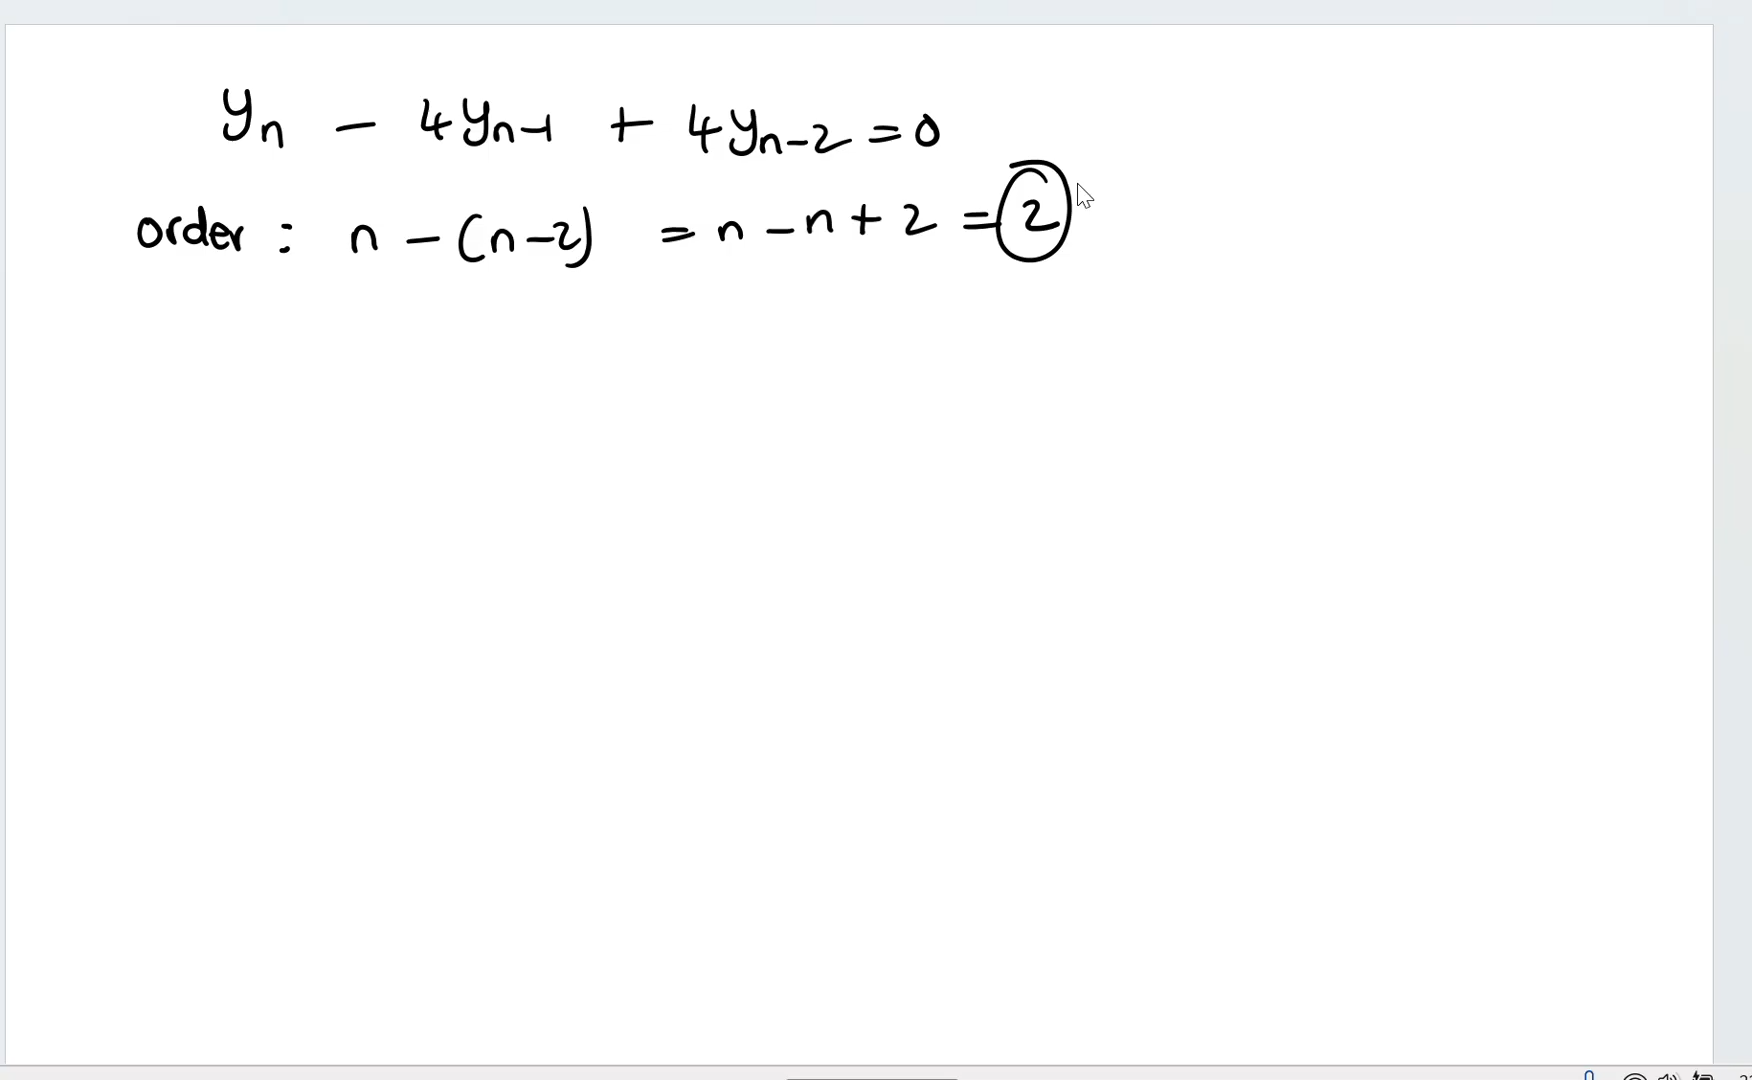 yₙ - 4yₙ₋₁ + 4yₙ₋₂ = 0
order : n - (n-2) = n - n + 2 = 2